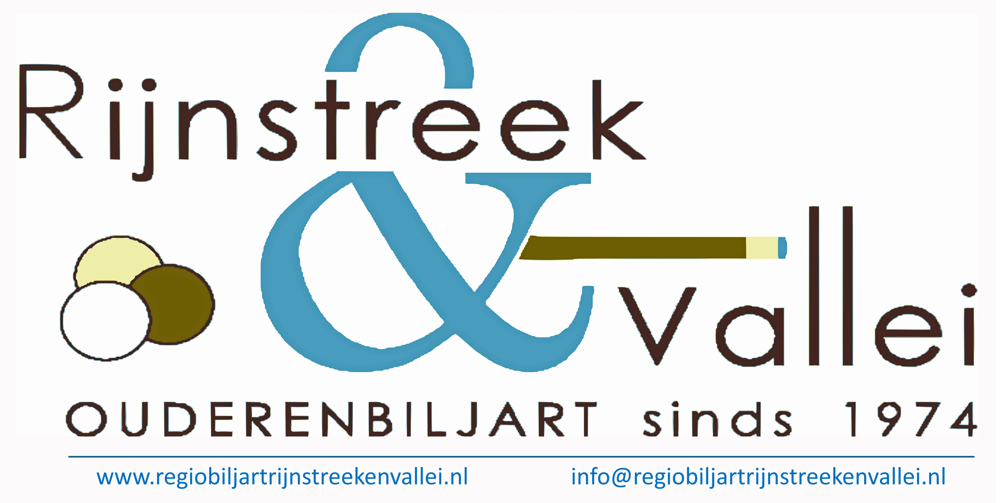 Rijnstreek
&
Vallei
OUDERENBILJART sinds 1974
www.regiobiljartrijnstreekenvallei.nl
info@regiobiljartrijnstreekenvallei.nl